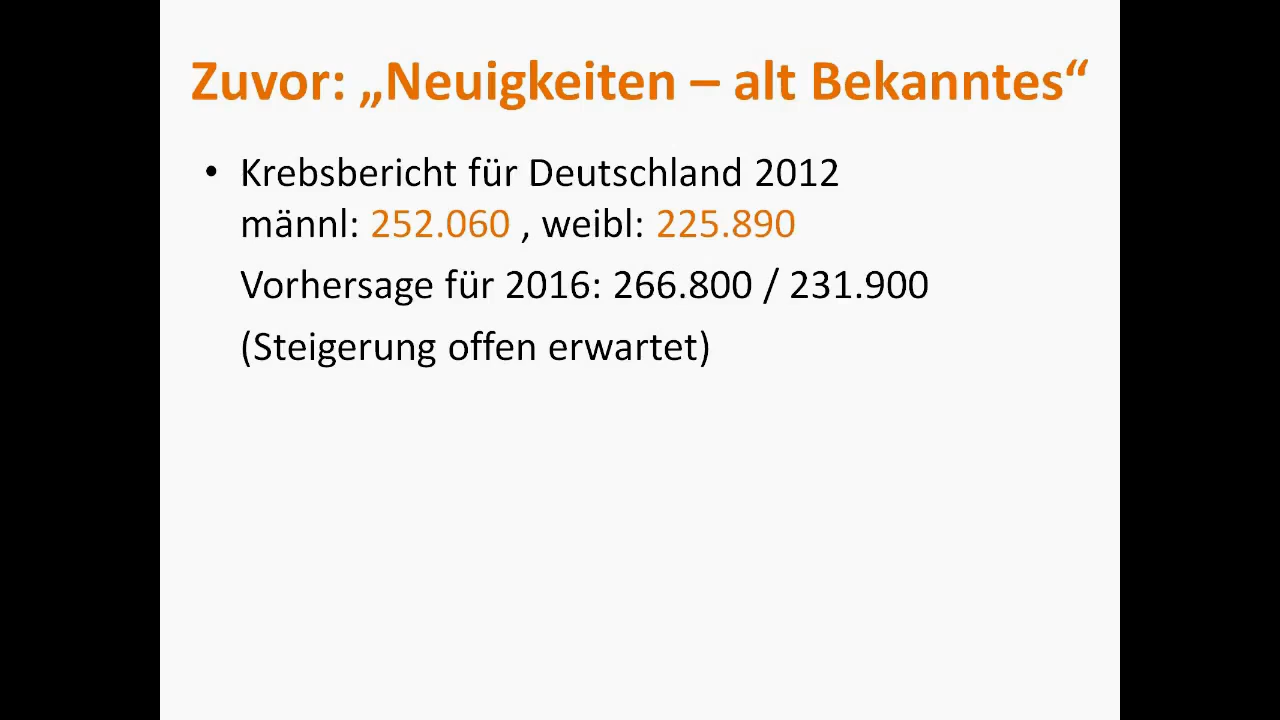 Zuvor: „Neuigkeiten – alt Bekanntes“
• Krebsbericht für Deutschland 2012
männl: 252.060 , weibl: 225.890
Vorhersage für 2016: 266.800 / 231.900
(Steigerung offen erwartet)